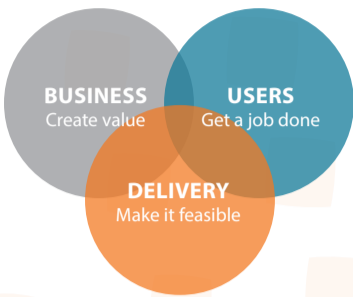 BUSINESS
Create value
USERS
Get a job done
DELIVERY
Make it feasible